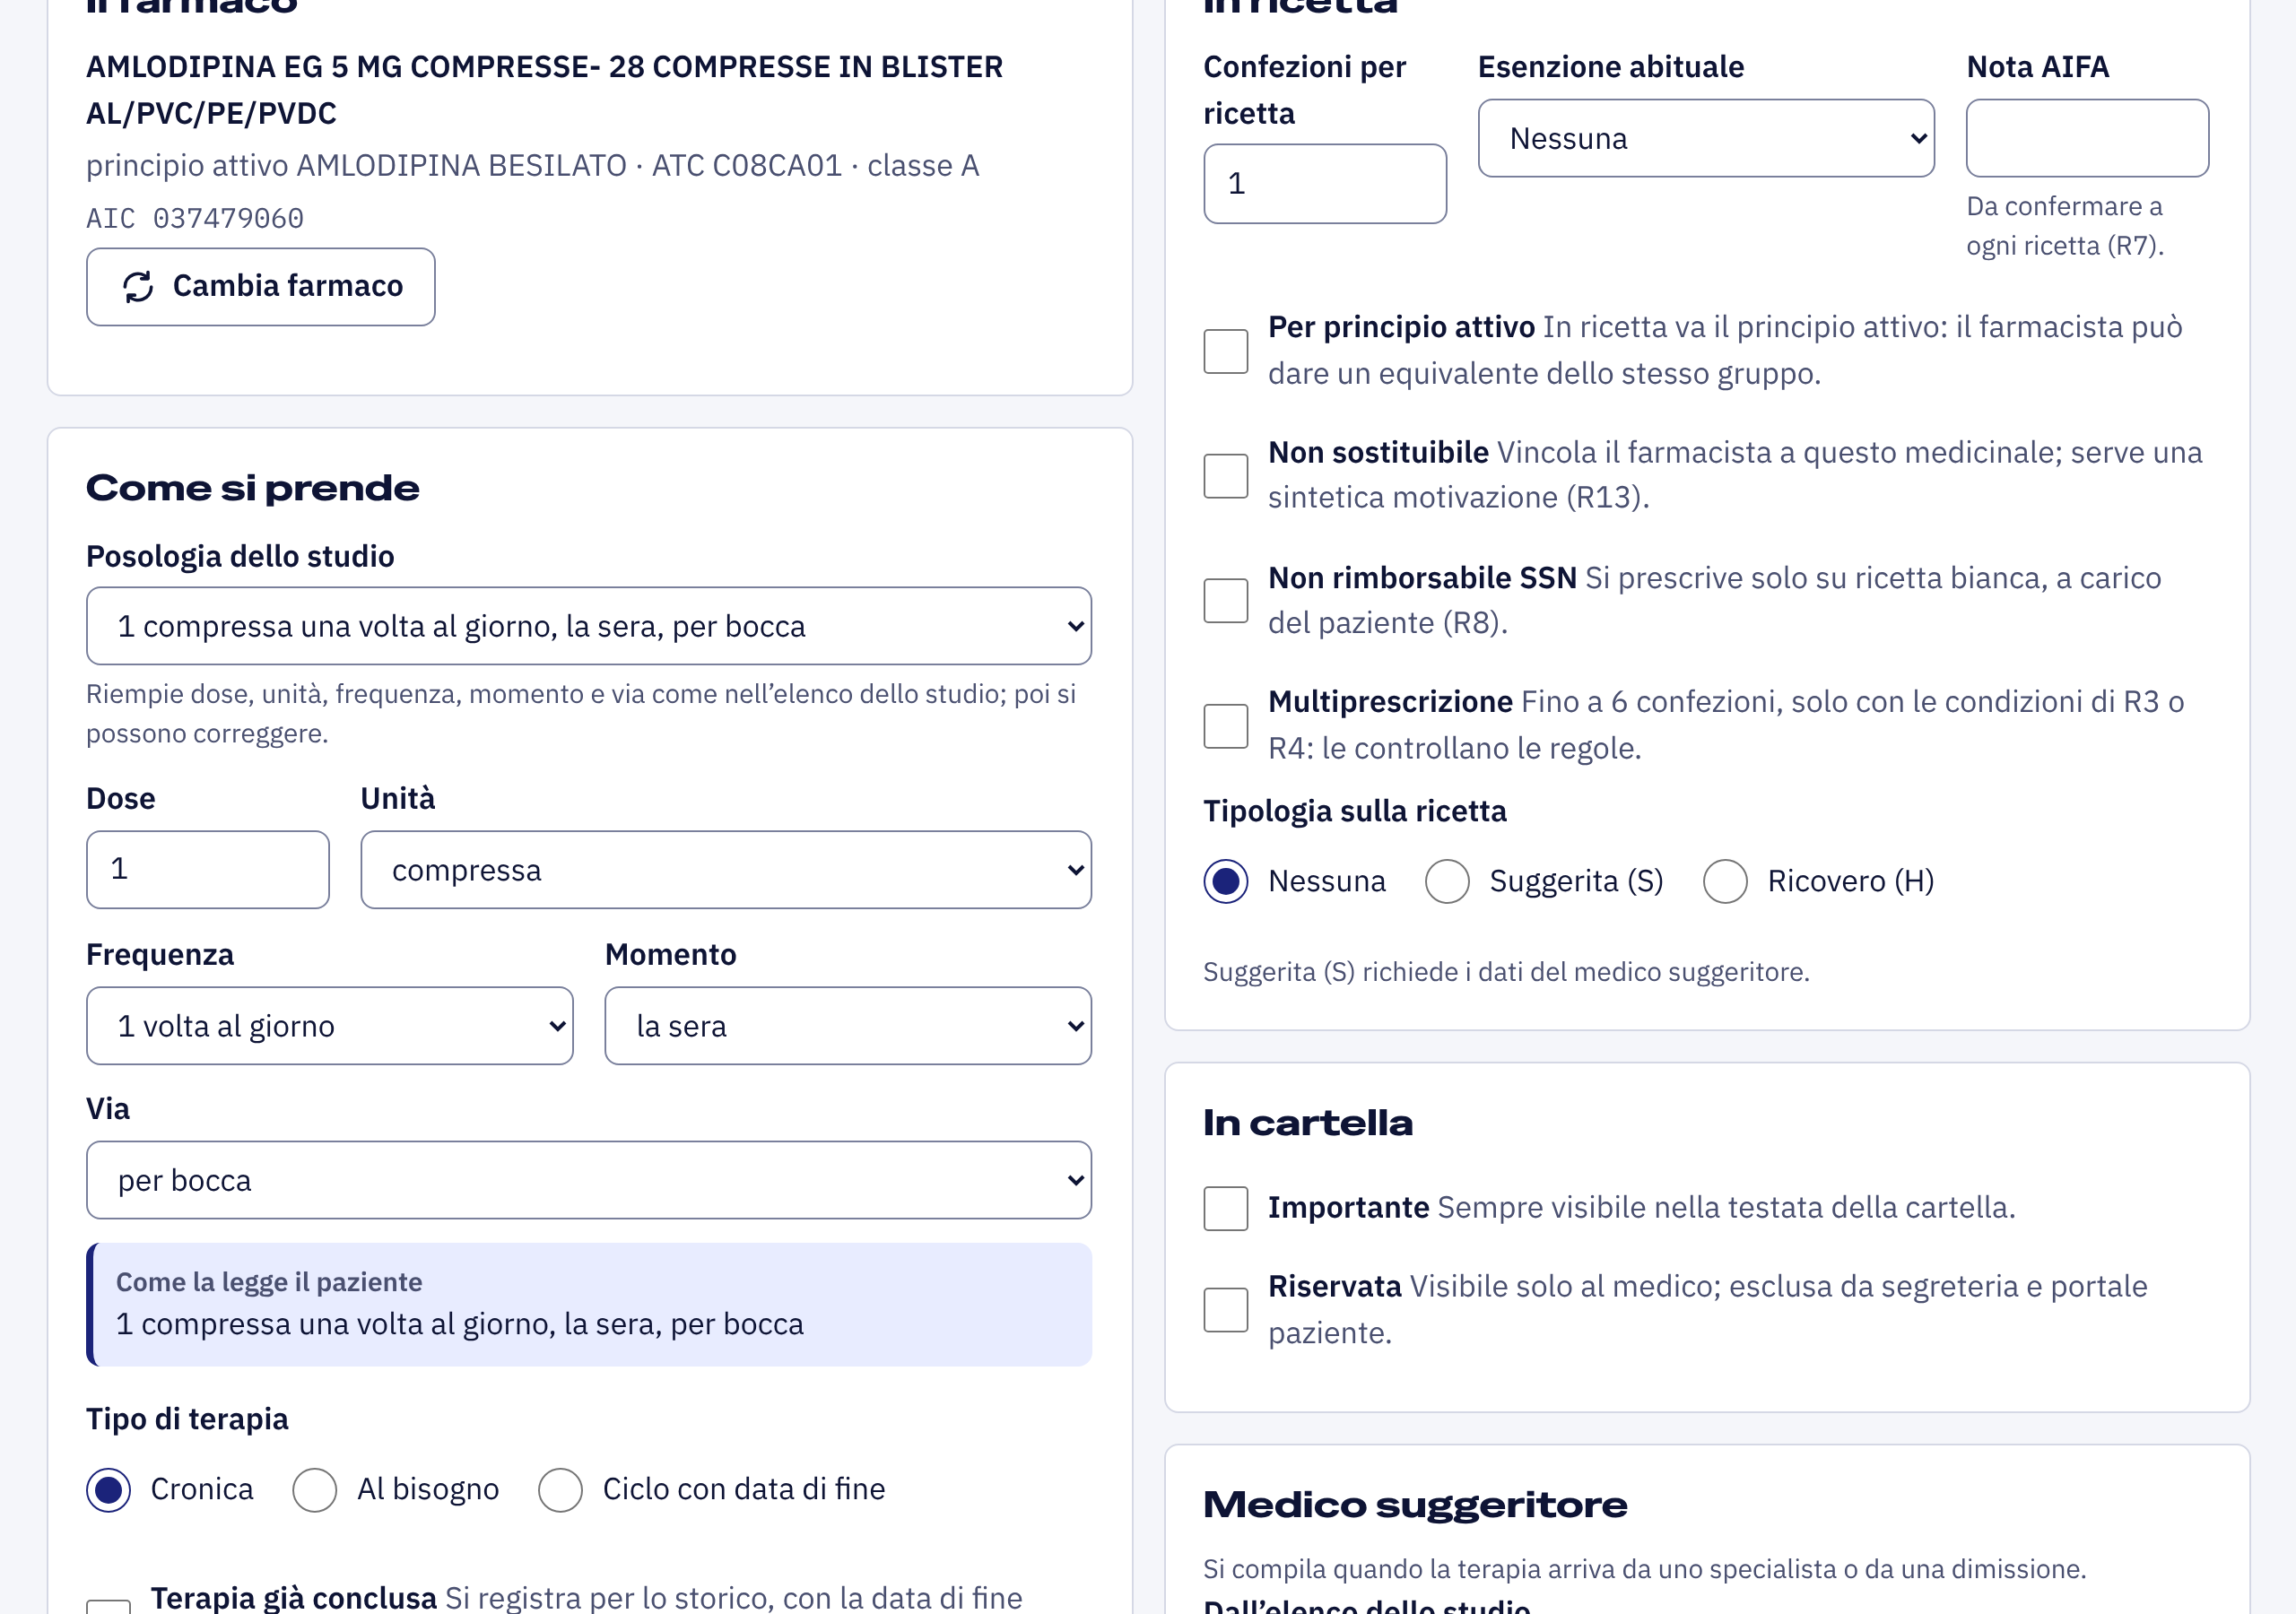 Il farmaco
AMLODIPINA EG 5 MG COMPRESSE- 28 COMPRESSE IN BLISTER
AL/PVC/PE/PVDC
principio attivo AMLODIPINA BESILATO · ATC C08CA01 · classe A
AIC 037479060
Cambia farmaco
Come si prende
Posologia dello studio
1 compressa una volta al giorno, la sera, per bocca
Riempie dose, unità, frequenza, momento e via come nell’elenco dello studio; poi si
possono correggere.
Dose
Unità
1
compressa
Frequenza
Momento
1 volta al giorno
la sera
Via
per bocca
Come la legge il paziente
1 compressa una volta al giorno, la sera, per bocca
Tipo di terapia
Cronica
Al bisogno
Ciclo con data di fine
Terapia già conclusa Si registra per lo storico, con la data di fine
In ricetta
Confezioni per
ricetta
Esenzione abituale
Nota AIFA
1
Nessuna
Da confermare a
ogni ricetta (R7).
Per principio attivo In ricetta va il principio attivo: il farmacista può
dare un equivalente dello stesso gruppo.
Non sostituibile Vincola il farmacista a questo medicinale; serve una
sintetica motivazione (R13).
Non rimborsabile SSN Si prescrive solo su ricetta bianca, a carico
del paziente (R8).
Multiprescrizione Fino a 6 confezioni, solo con le condizioni di R3 o
R4: le controllano le regole.
Tipologia sulla ricetta
Nessuna
Suggerita (S)
Ricovero (H)
Suggerita (S) richiede i dati del medico suggeritore.
In cartella
Importante Sempre visibile nella testata della cartella.
Riservata Visibile solo al medico; esclusa da segreteria e portale
paziente.
Medico suggeritore
Si compila quando la terapia arriva da uno specialista o da una dimissione.
Dall’elenco dello studio